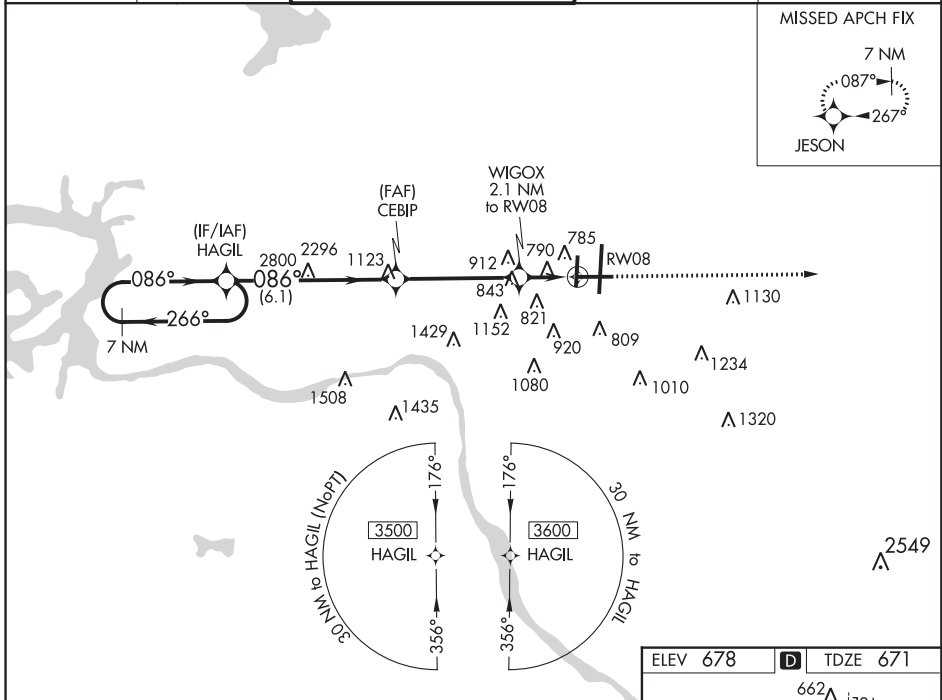 MISSED APCH FIX
7 NM
087°
267°
JESON
WIGOX
2.1 NM
to RW08
(FAF)
CEBIP
(IF/IAF)
HAGIL
2800
2296
1123
912
790
785
RW08
086°
086°
(6.1)
843
266°
7 NM
1152
821
1130
1429
920
809
1234
1080
1010
1508
1435
1320
30 NM to HAGIL (NoPT)
176°
3500
HAGIL
356°
176°
3600
HAGIL
356°
30 NM to HAGIL
2549
ELEV 678
D
TDZE 671
662